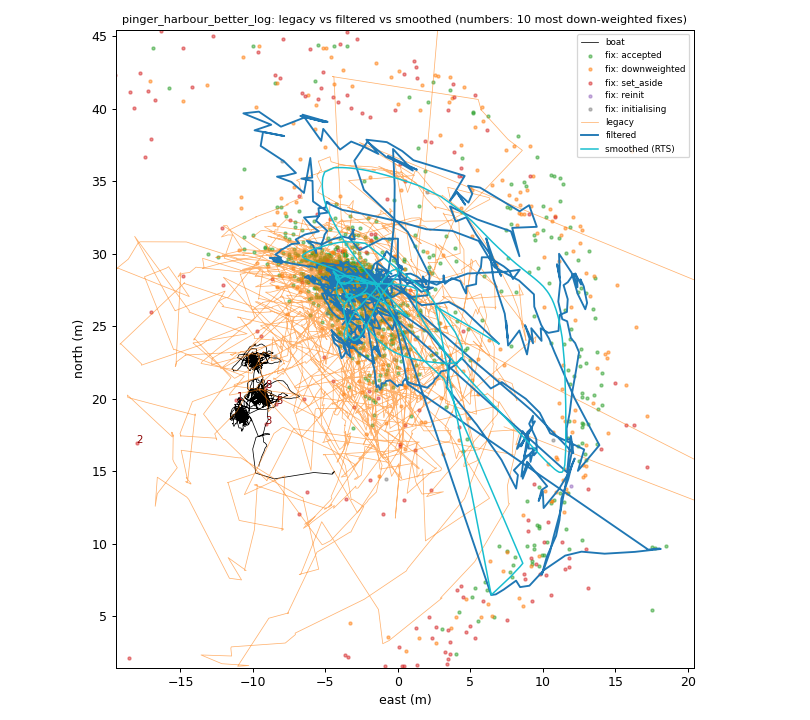 pinger_harbour_better_log: legacy vs filtered vs smoothed (numbers: 10 most down-weighted fixes)
north (m)
45
40
35
30
25
20
15
10
5
boat
fix: accepted
fix: downweighted
fix: set_aside
fix: reinit
fix: initialising
legacy
filtered
smoothed (RTS)
1
2
3
−15
−10
−5
0
5
10
15
20
east (m)